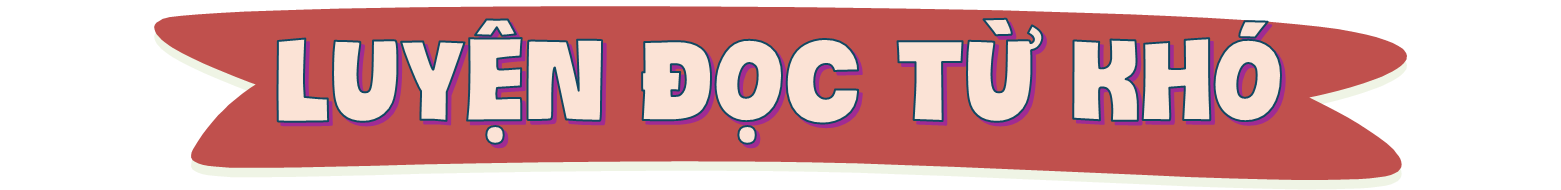 LUYỆN ĐỌC TỪ KHÓ